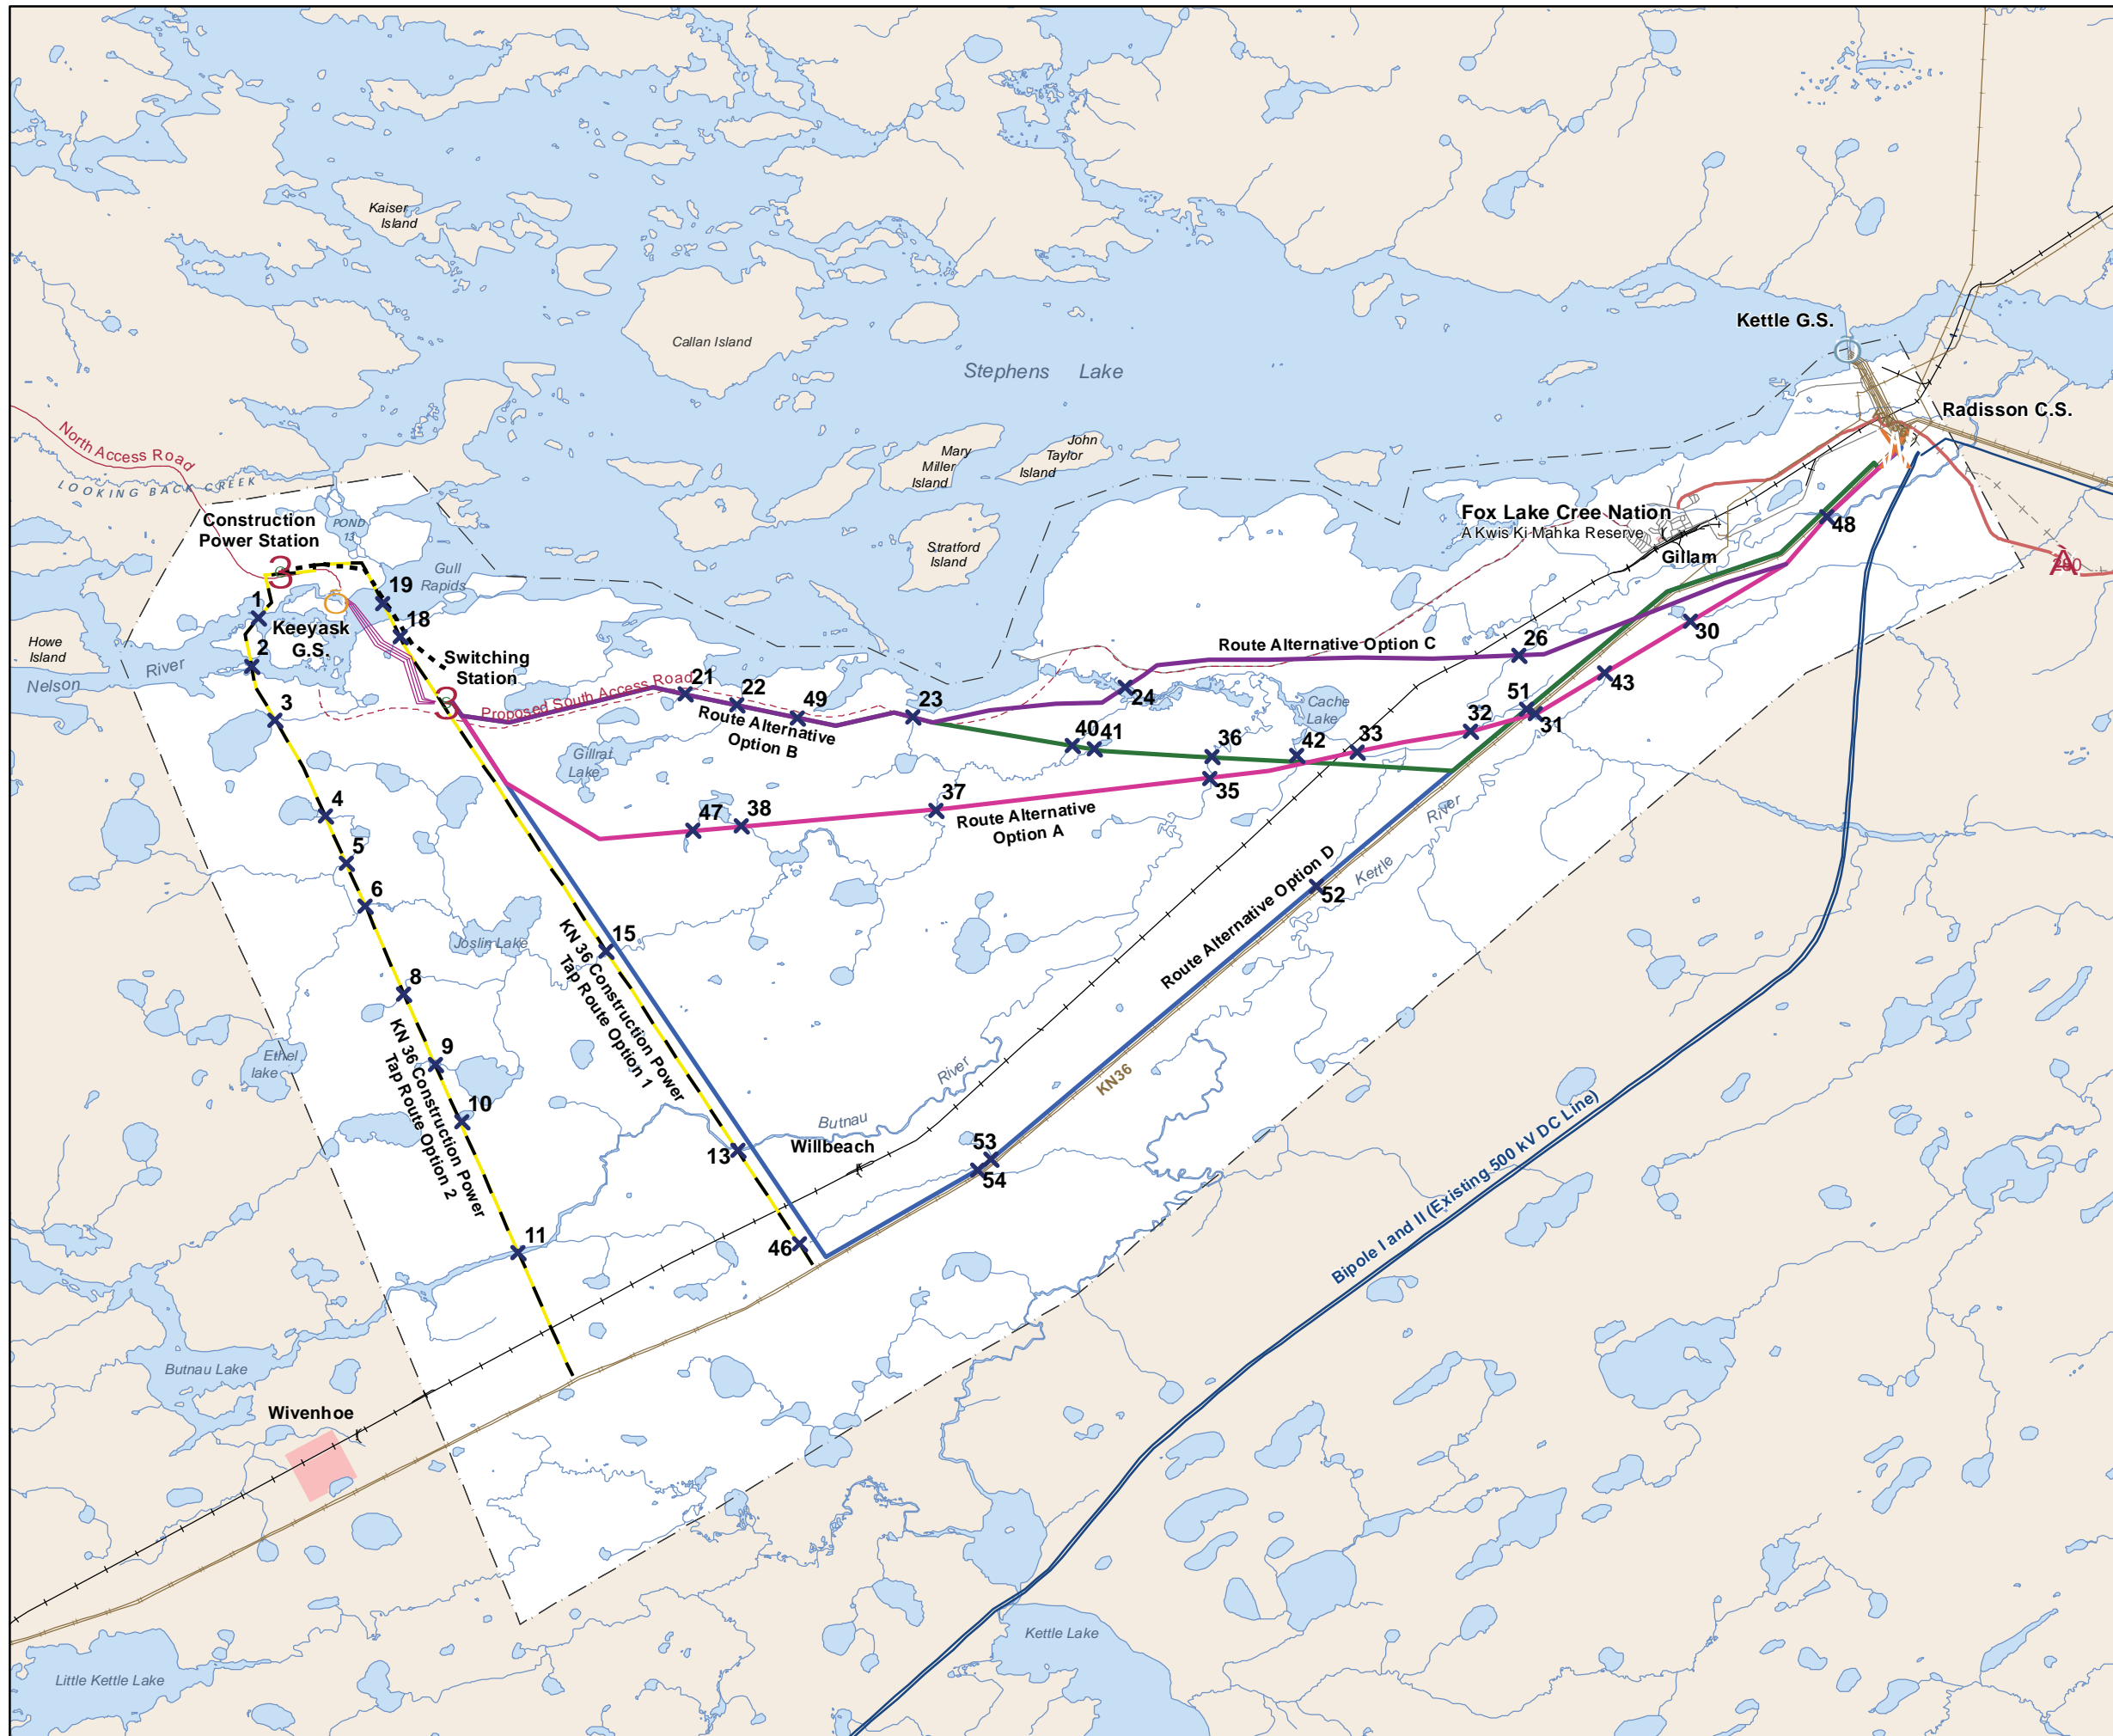 Kaiser
Island
Callan Island
Stephens Lake
Kettle G.S.
Radisson C.S.
North Access Road
LOOKING BACK CREEK
Mary
Miller
Island
John
Taylor
Island
Construction
Power Station
POND
13
Stratford
Island
Fox Lake Cree Nation
A Kwis Ki Mahka Reserve
Gillam
48
280
Gull
Rapids
3
19
1
18
Keeyask
G.S.
Howe
Island
2
River
Nelson
Switching
Station
3
3
Proposed South Access Road
21
22
49
23
24
Route Alternative Option C
26
30
43
Route Alternative
Option B
Cache
Lake
51
31
32
33
42
36
40
41
35
Gillrat
Lake
37
47
38
Route Alternative
Option A
4
5
6
River
Kettle
52
Route Alternative Option D
Joslin Lake
15
8
KN 36 Construction Power
Tap Route Option 1
9
KN 36 Construction Power
Tap Route Option 2
Ethel
lake
10
River
KN36
Butnau
Willbeach
13
53
54
11
46
Bipole I and II (Existing 500 kV DC Line)
Butnau Lake
Wivenhoe
Kettle Lake
Little Kettle Lake